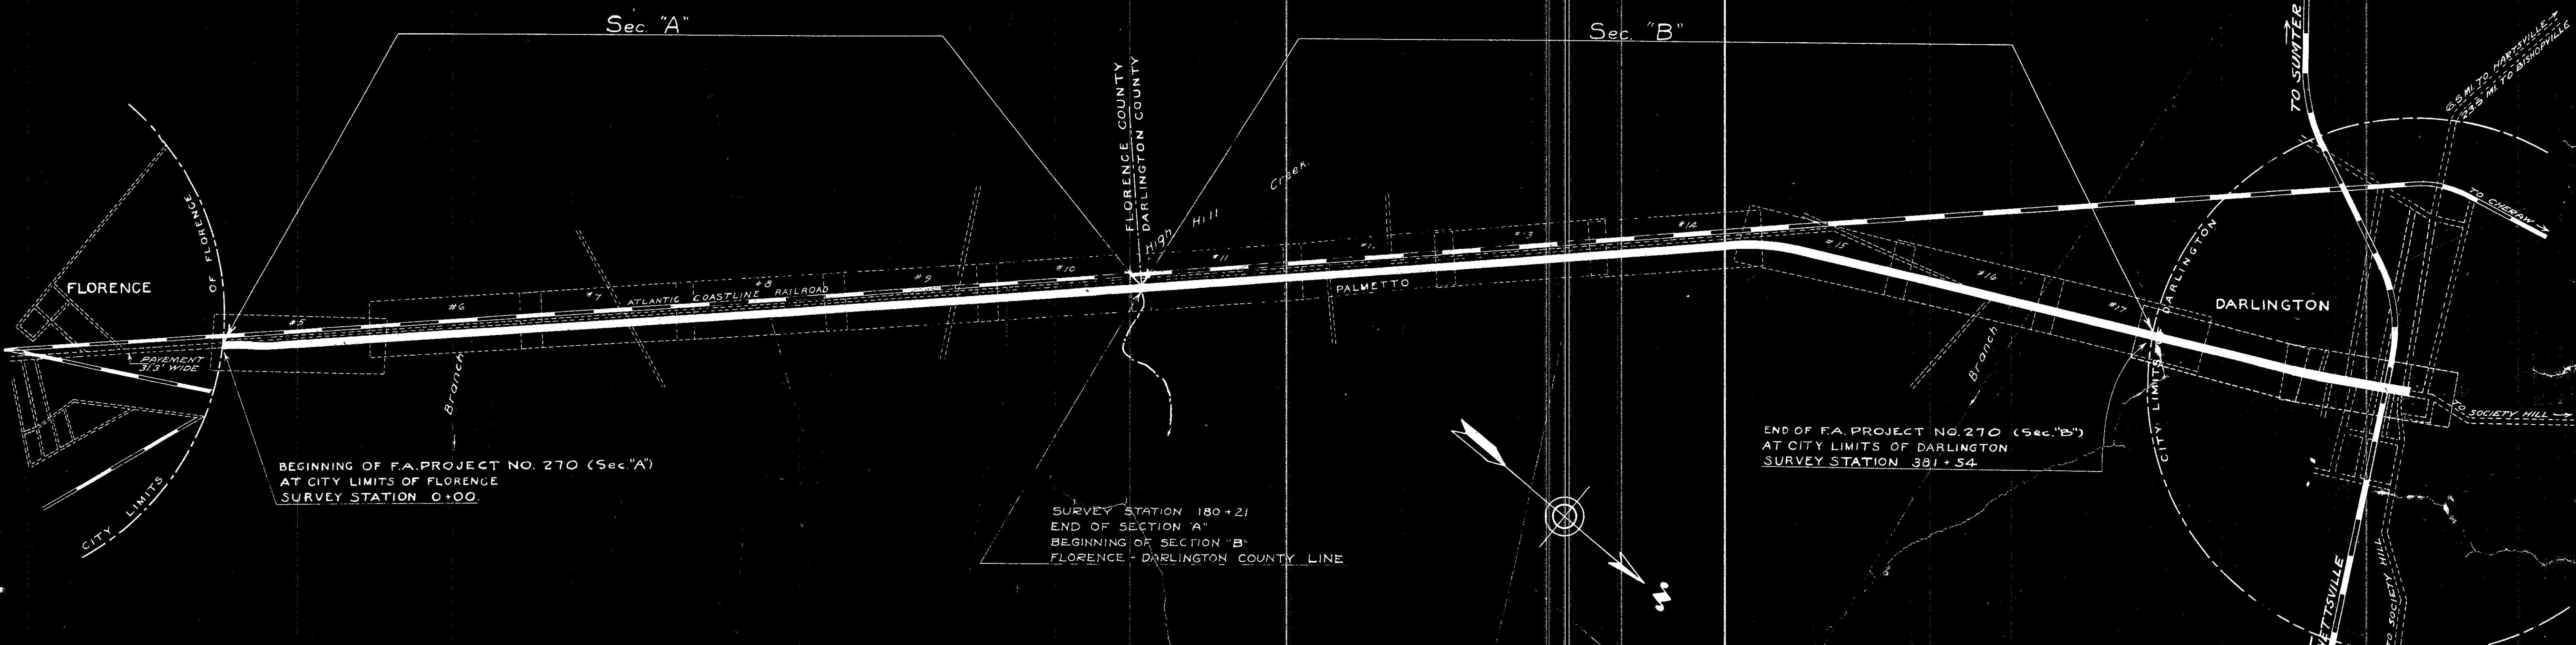 Sec. "A"
Sec. "B"
FLORENCE COUNTY
DARLINGTON COUNTY
TO SUMTER
6.5 MI. TO HARTSVILLE
23.5 MI. TO BISHOPVILLE
TO CHERAW
High Hill Creek.
CITY LIMITS OF FLORENCE
FLORENCE
PAVEMENT
31.3' WIDE
#5
#6
#7
#8
ATLANTIC COASTLINE RAILROAD
#9
#10
#11
#14
#15
#16
#17
PALMETTO
Branch
Branch
CITY LIMITS DARLINGTON
DARLINGTON
TO SOCIETY HILL
BEGINNING OF F.A. PROJECT NO. 270 (Sec. "A")
AT CITY LIMITS OF FLORENCE
SURVEY STATION 0+00.
SURVEY STATION 180+21
END OF SECTION "A"
BEGINNING OF SECTION "B"
FLORENCE - DARLINGTON COUNTY LINE
END OF F.A. PROJECT NO. 270 (Sec. "B")
AT CITY LIMITS OF DARLINGTON
SURVEY STATION 381+54
N
ETTSVILLE
TO SOCIETY HILL